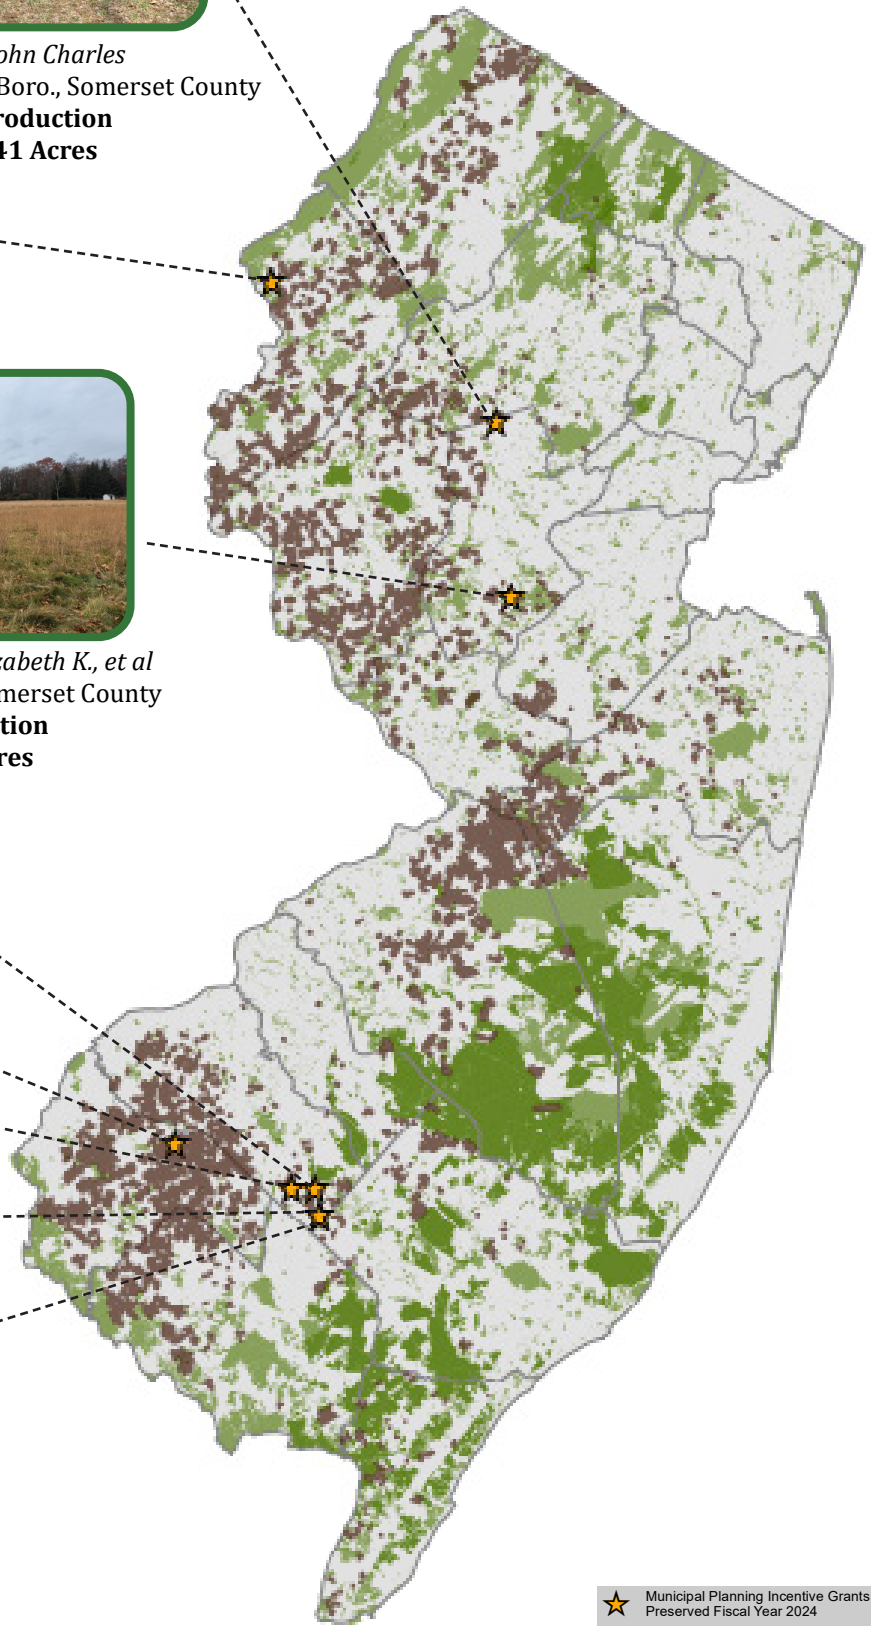 ohn Charles
Boro., Somerset County
roduction
41 Acres
zabeth K., et al
merset County
tion
res
Municipal Planning Incentive Grants
Preserved Fiscal Year 2024